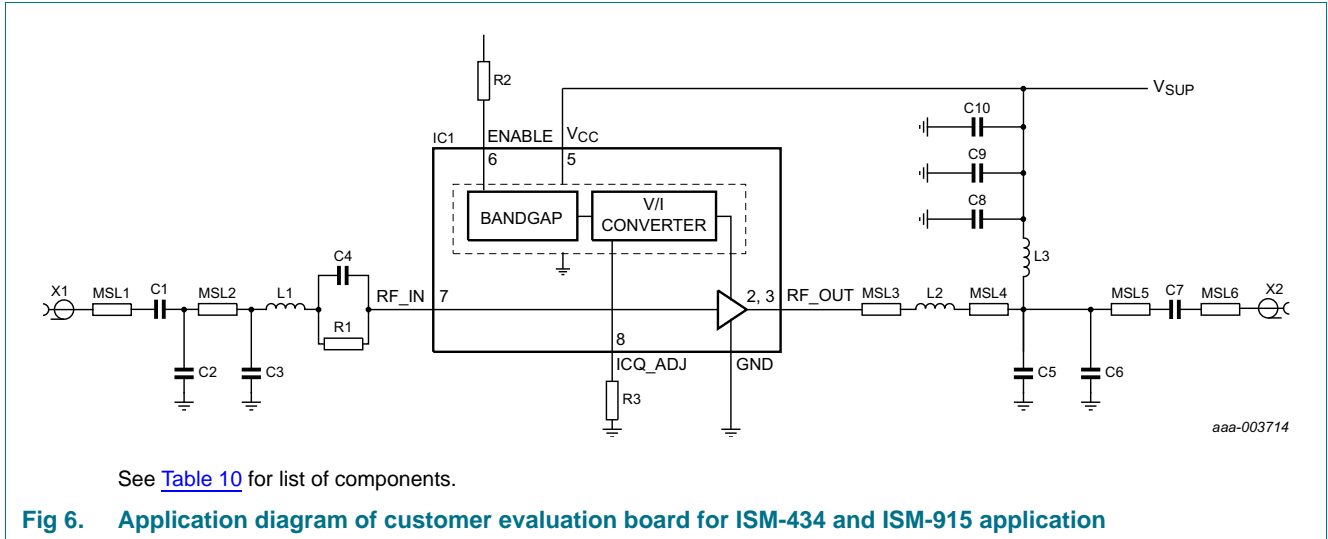 R2
VSUP
C10
IC1 ENABLE VCC
6 5
C9
BANDGAP
V/I
CONVERTER
C8
L3
C4
X1 MSL1 C1 MSL2 L1 RF_IN 7
2, 3 RF_OUT MSL3 L2 MSL4 MSL5 C7 MSL6 X2
R1
8
ICQ_ADJ GND
C2 C3 C5 C6
R3
aaa-003714
See Table 10 for list of components.
Fig 6. Application diagram of customer evaluation board for ISM-434 and ISM-915 application